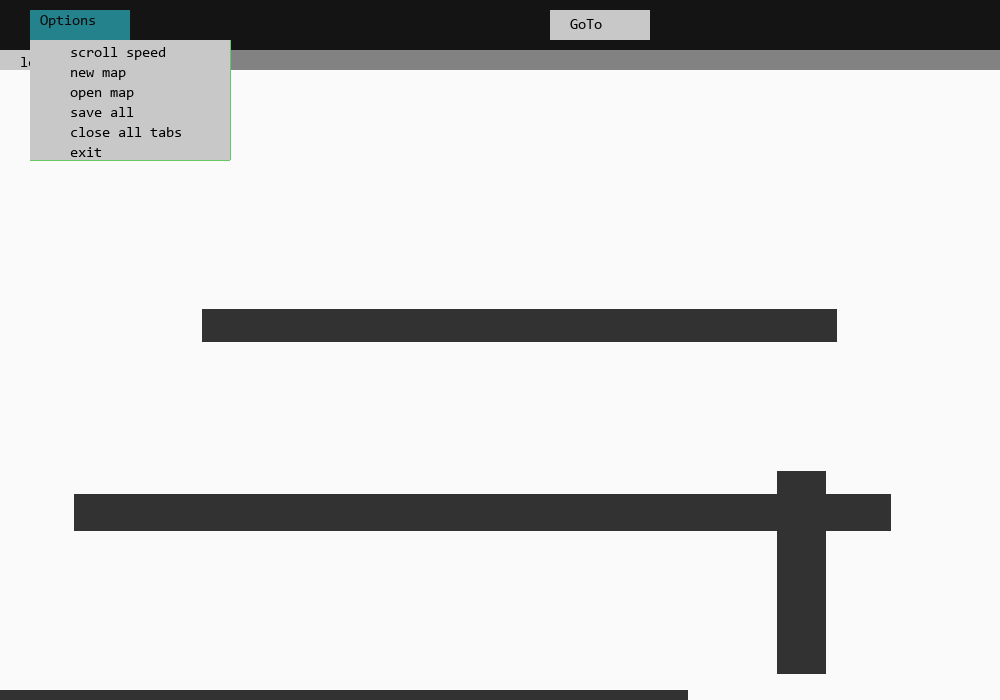 Options
GoTo
scroll speed
new map
open map
save all
close all tabs
exit